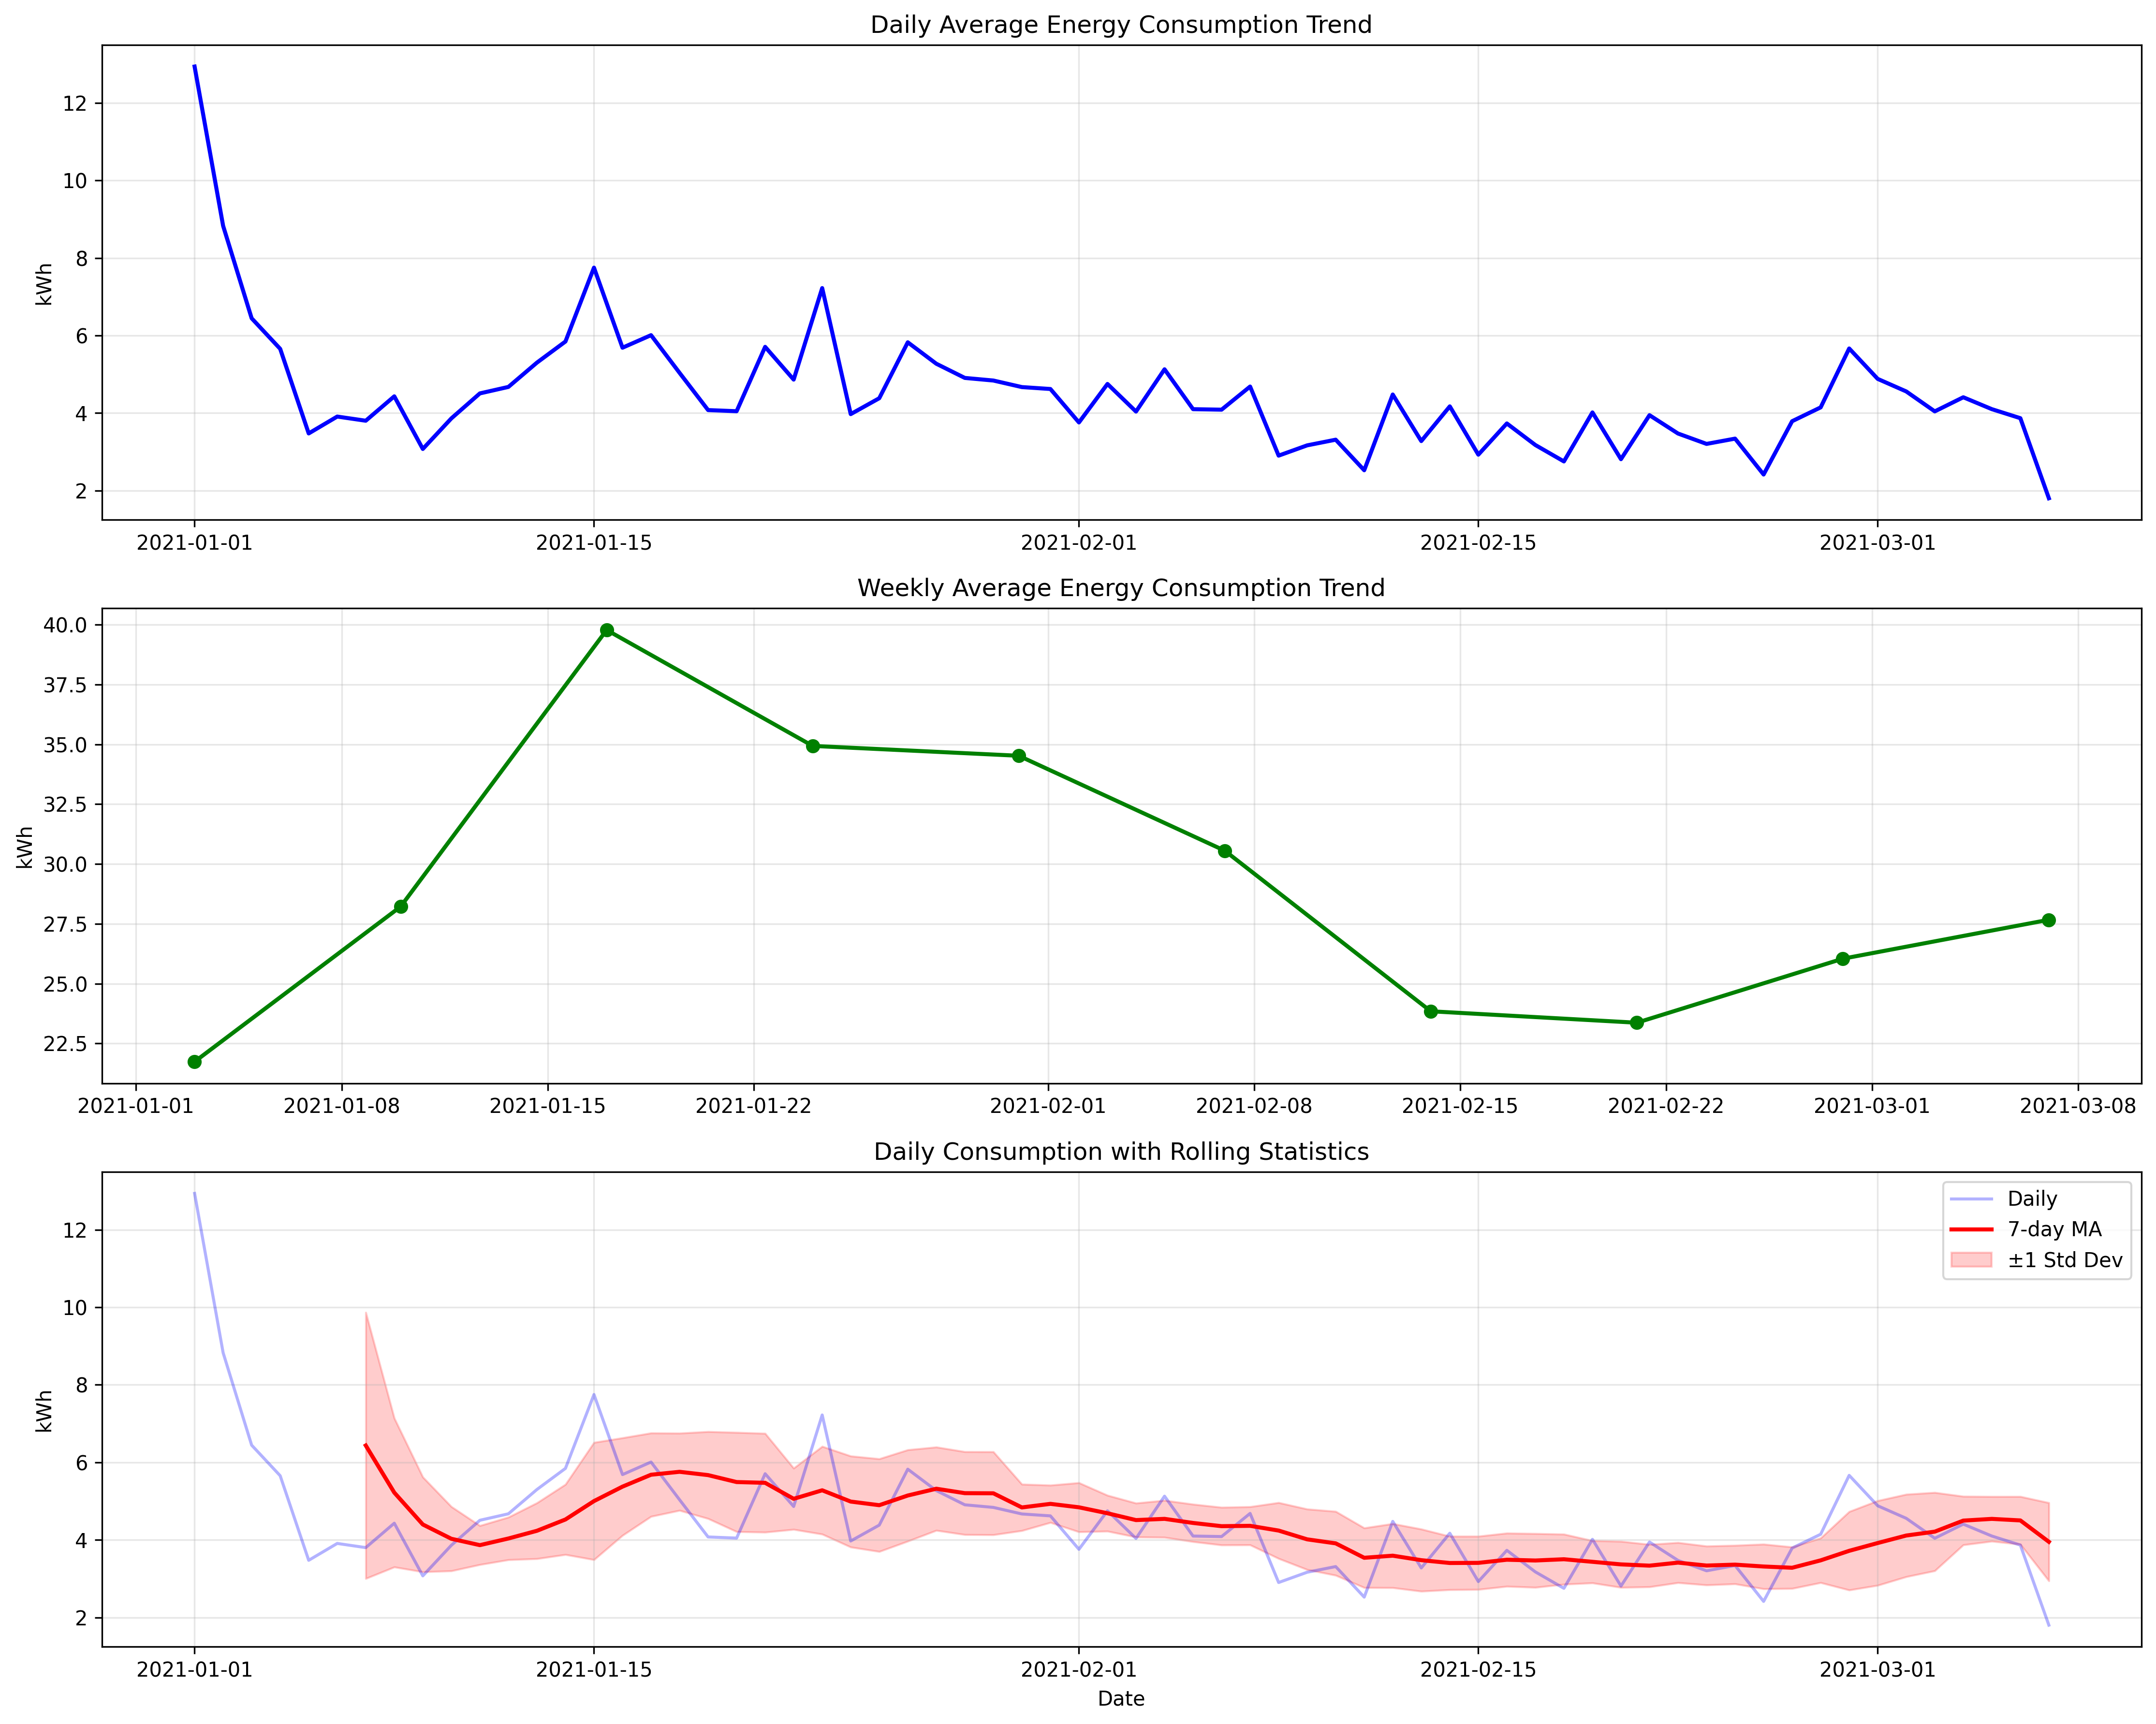 Daily Average Energy Consumption Trend
12
10
8
6
4
2
kWh
2021-01-01 2021-01-15 2021-02-01 2021-02-15 2021-03-01
Weekly Average Energy Consumption Trend
40.0
37.5
35.0
32.5
30.0
27.5
25.0
22.5
kWh
2021-01-01 2021-01-08 2021-01-15 2021-01-22 2021-02-01 2021-02-08 2021-02-15 2021-02-22 2021-03-01 2021-03-08
Daily Consumption with Rolling Statistics
Daily
7-day MA
±1 Std Dev
12
10
8
6
4
2
kWh
2021-01-01 2021-01-15 2021-02-01 2021-02-15 2021-03-01
Date